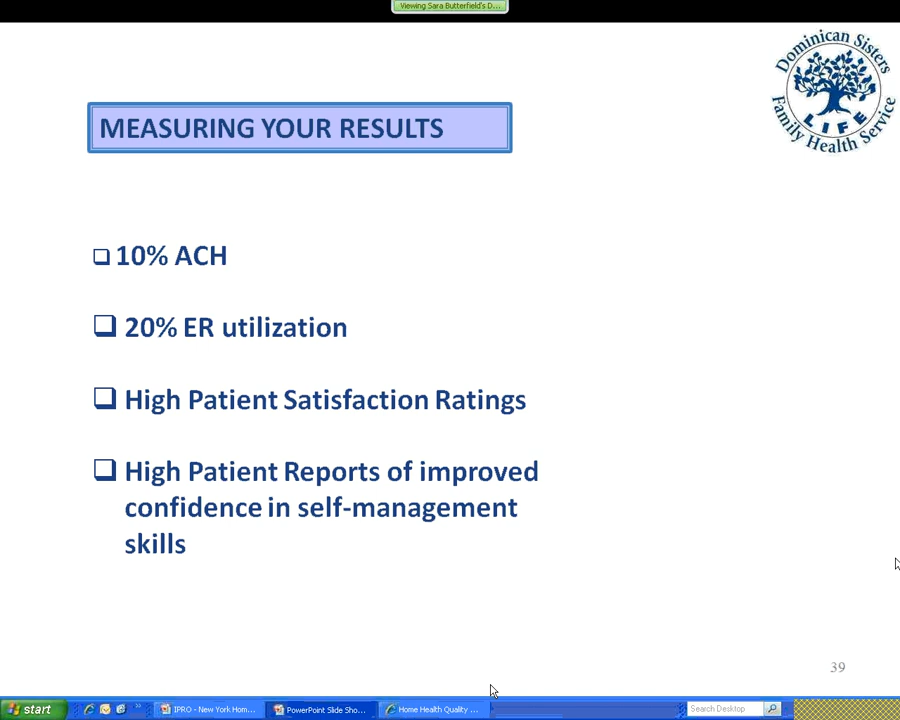 Viewing Sara Butterfield's D...
Dominican Sisters
LIFE
Family Health Service
MEASURING YOUR RESULTS
10% ACH
20% ER utilization
High Patient Satisfaction Ratings
High Patient Reports of improved
confidence in self-management
skills
39
start
IPRO - New York Hom...
PowerPoint Slide Sho...
Home Health Quality ...
Search Desktop